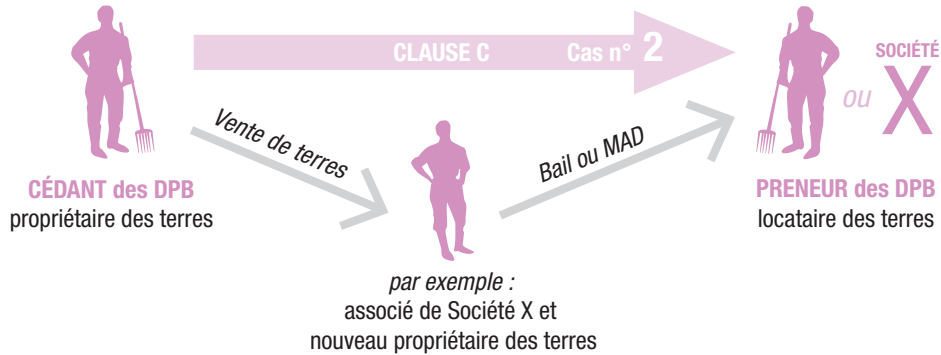 CLAUSE C Cas n° 2
SOCIÉTÉ
ou X
Vente de terres
Bail ou MAD
CÉDANT des DPB
propriétaire des terres
PRENEUR des DPB
locataire des terres
par exemple :
associé de Société X et
nouveau propriétaire des terres